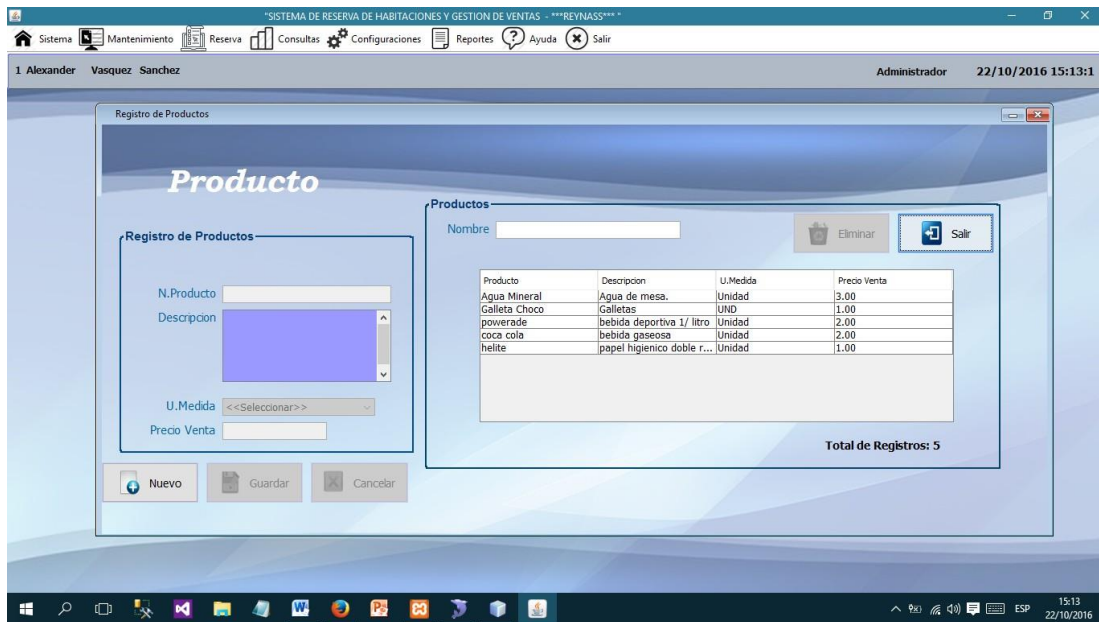 "SISTEMA DE RESERVA DE HABITACIONES Y GESTION DE VENTAS - ***REYNASS*** "
Sistema Mantenimiento Reserva Consultas Configuraciones Reportes Ayuda Salir
1 Alexander Vasquez Sanchez Administrador 22/10/2016 15:13:1
Registro de Productos
Producto
Productos
Nombre Eliminar Salir
Registro de Productos
N.Producto
Descripcion
U.Medida <<Seleccionar>>
Precio Venta
Nuevo Guardar Cancelar
Producto Descripcion U.Medida Precio Venta
Agua Mineral Agua de mesa. Unidad 3.00
Galleta Choco Galletas UND 1.00
powerade bebida deportiva 1/ litro Unidad 2.00
coca cola bebida gaseosa Unidad 2.00
helite papel higienico doble r... Unidad 1.00
Total de Registros: 5
ESP 15:13
22/10/2016